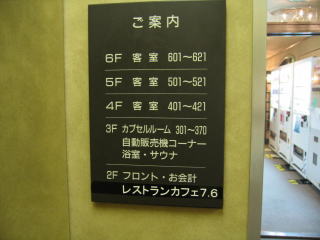 ご案内
6F 客室 601～621
5F 客室 501～521
4F 客室 401～421
3F カプセルルーム 301～370
自動販売機コーナー
浴室・サウナ
2F フロント・お会計
レストランカフェ7.6